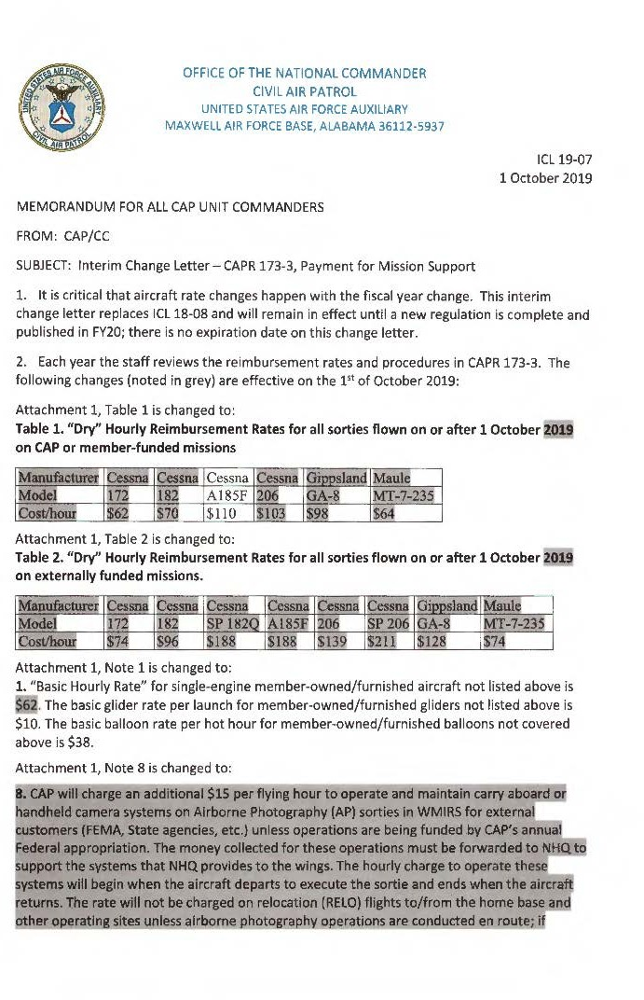 UNITED STATES AIR FORCE AUXILIARY
CIVIL AIR PATROL
OFFICE OF THE NATIONAL COMMANDER
CIVIL AIR PATROL
UNITED STATES AIR FORCE AUXILIARY
MAXWELL AIR FORCE BASE, ALABAMA 36112-5937
ICL 19-07
1 October 2019
MEMORANDUM FOR ALL CAP UNIT COMMANDERS
FROM: CAP/CC
SUBJECT: Interim Change Letter – CAPR 173-3, Payment for Mission Support
1. It is critical that aircraft rate changes happen with the fiscal year change. This interim
change letter replaces ICL 18-08 and will remain in effect until a new regulation is complete and
published in FY20; there is no expiration date on this change letter.
2. Each year the staff reviews the reimbursement rates and procedures in CAPR 173-3. The
following changes (noted in grey) are effective on the 1st of October 2019:
Attachment 1, Table 1 is changed to:
Table 1. “Dry” Hourly Reimbursement Rates for all sorties flown on or after 1 October 2019
on CAP or member-funded missions
Manufacturer Cessna Cessna Cessna Cessna Gippsland Maule
Model 172 182 A185F 206 GA-8 MT-7-235
Cost/hour $62 $70 $110 $103 $98 $64
Attachment 1, Table 2 is changed to:
Table 2. “Dry” Hourly Reimbursement Rates for all sorties flown on or after 1 October 2019
on externally funded missions.
Manufacturer Cessna Cessna Cessna Cessna Cessna Cessna Gippsland Maule
Model 172 182 SP 182Q A185F 206 SP 206 GA-8 MT-7-235
Cost/hour $74 $96 $188 $188 $139 $211 $128 $74
Attachment 1, Note 1 is changed to:
1. “Basic Hourly Rate” for single-engine member-owned/furnished aircraft not listed above is
$62. The basic glider rate per launch for member-owned/furnished gliders not listed above is
$10. The basic balloon rate per hot hour for member-owned/furnished balloons not covered
above is $38.
Attachment 1, Note 8 is changed to:
8. CAP will charge an additional $15 per flying hour to operate and maintain carry aboard or
handheld camera systems on Airborne Photography (AP) sorties in WMIRS for external
customers (FEMA, State agencies, etc.) unless operations are being funded by CAP’s annual
Federal appropriation. The money collected for these operations must be forwarded to NHQ to
support the systems that NHQ provides to the wings. The hourly charge to operate these
systems will begin when the aircraft departs to execute the sortie and ends when the aircraft
returns. The rate will not be charged on relocation (RELO) flights to/from the home base and
other operating sites unless airborne photography operations are conducted en route; if